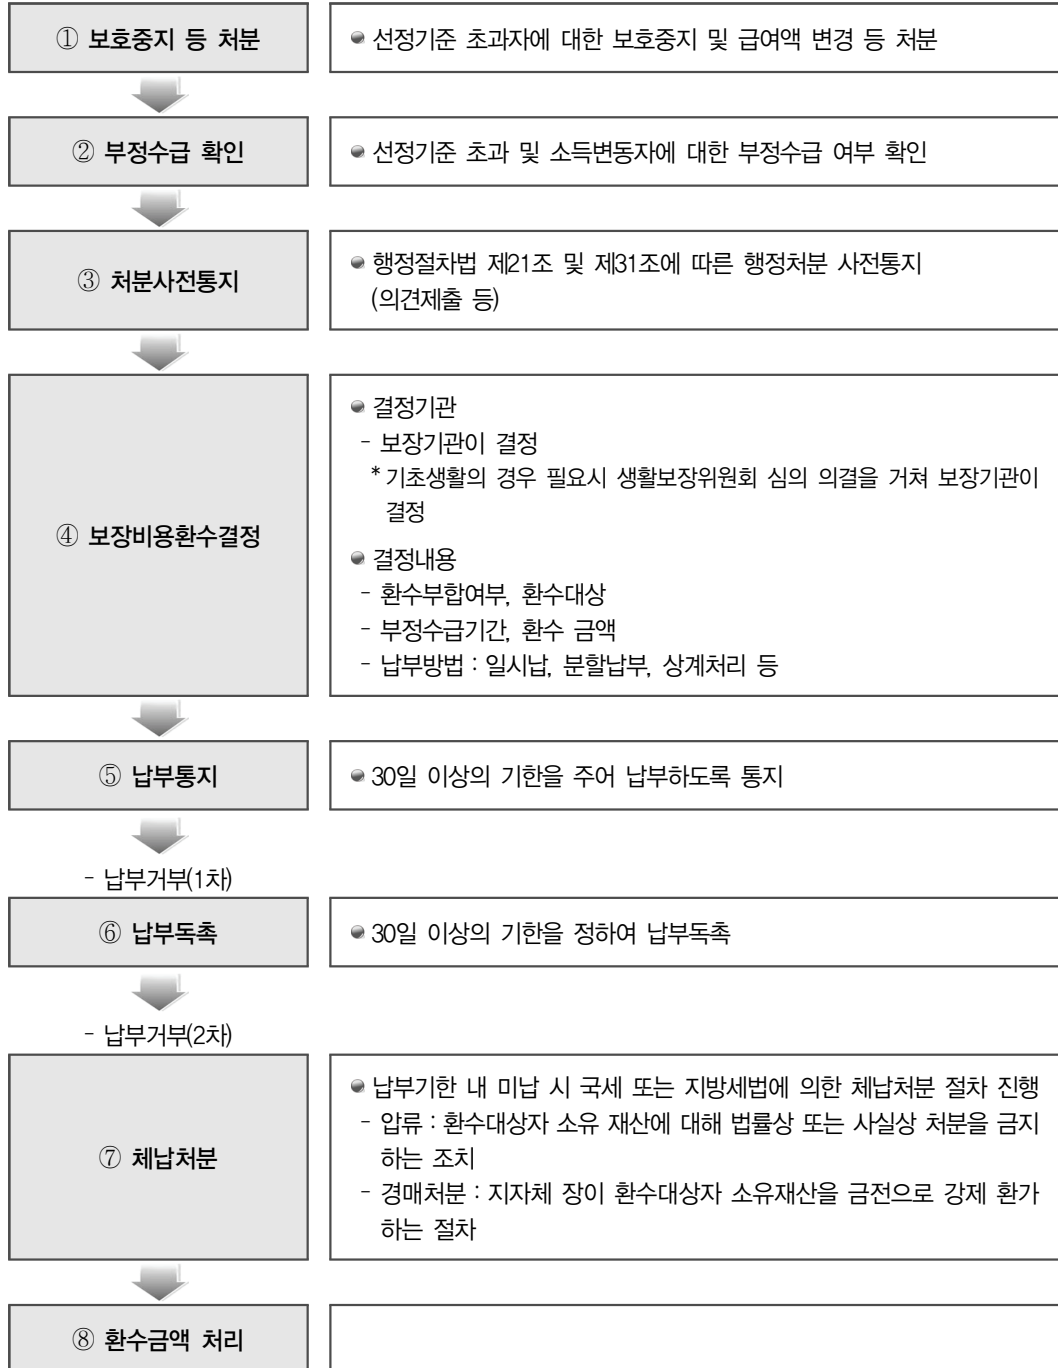 ① 보호중지 등 처분
● 선정기준 초과자에 대한 보호중지 및 급여액 변경 등 처분
② 부정수급 확인
● 선정기준 초과 및 소득변동자에 대한 부정수급 여부 확인
③ 처분사전통지
● 행정절차법 제21조 및 제31조에 따른 행정처분 사전통지
(의견제출 등)
④ 보장비용환수결정
● 결정기관
- 보장기관이 결정
* 기초생활의 경우 필요시 생활보장위원회 심의 의결을 거쳐 보장기관이
결정
● 결정내용
- 환수부합여부, 환수대상
- 부정수급기간, 환수 금액
- 납부방법 : 일시납, 분할납부, 상계처리 등
⑤ 납부통지
● 30일 이상의 기한을 주어 납부하도록 통지
- 납부거부(1차)
⑥ 납부독촉
● 30일 이상의 기한을 정하여 납부독촉
- 납부거부(2차)
⑦ 체납처분
● 납부기한 내 미납 시 국세 또는 지방세법에 의한 체납처분 절차 진행
- 압류 : 환수대상자 소유 재산에 대해 법률상 또는 사실상 처분을 금지
하는 조치
- 경매처분 : 지자체 장이 환수대상자 소유재산을 금전으로 강제 환가
하는 절차
⑧ 환수금액 처리